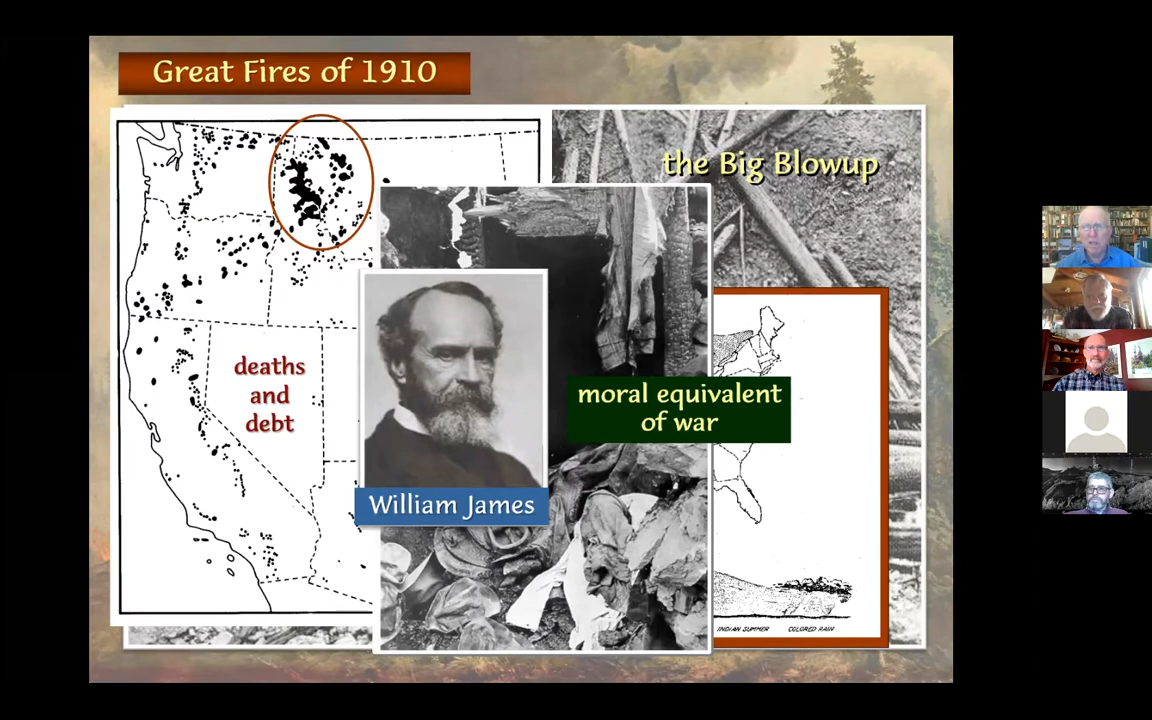 Great Fires of 1910
the Big Blowup
deaths
and
debt
moral equivalent
of war
William James
INDIAN SUMMER COLORED RAIN